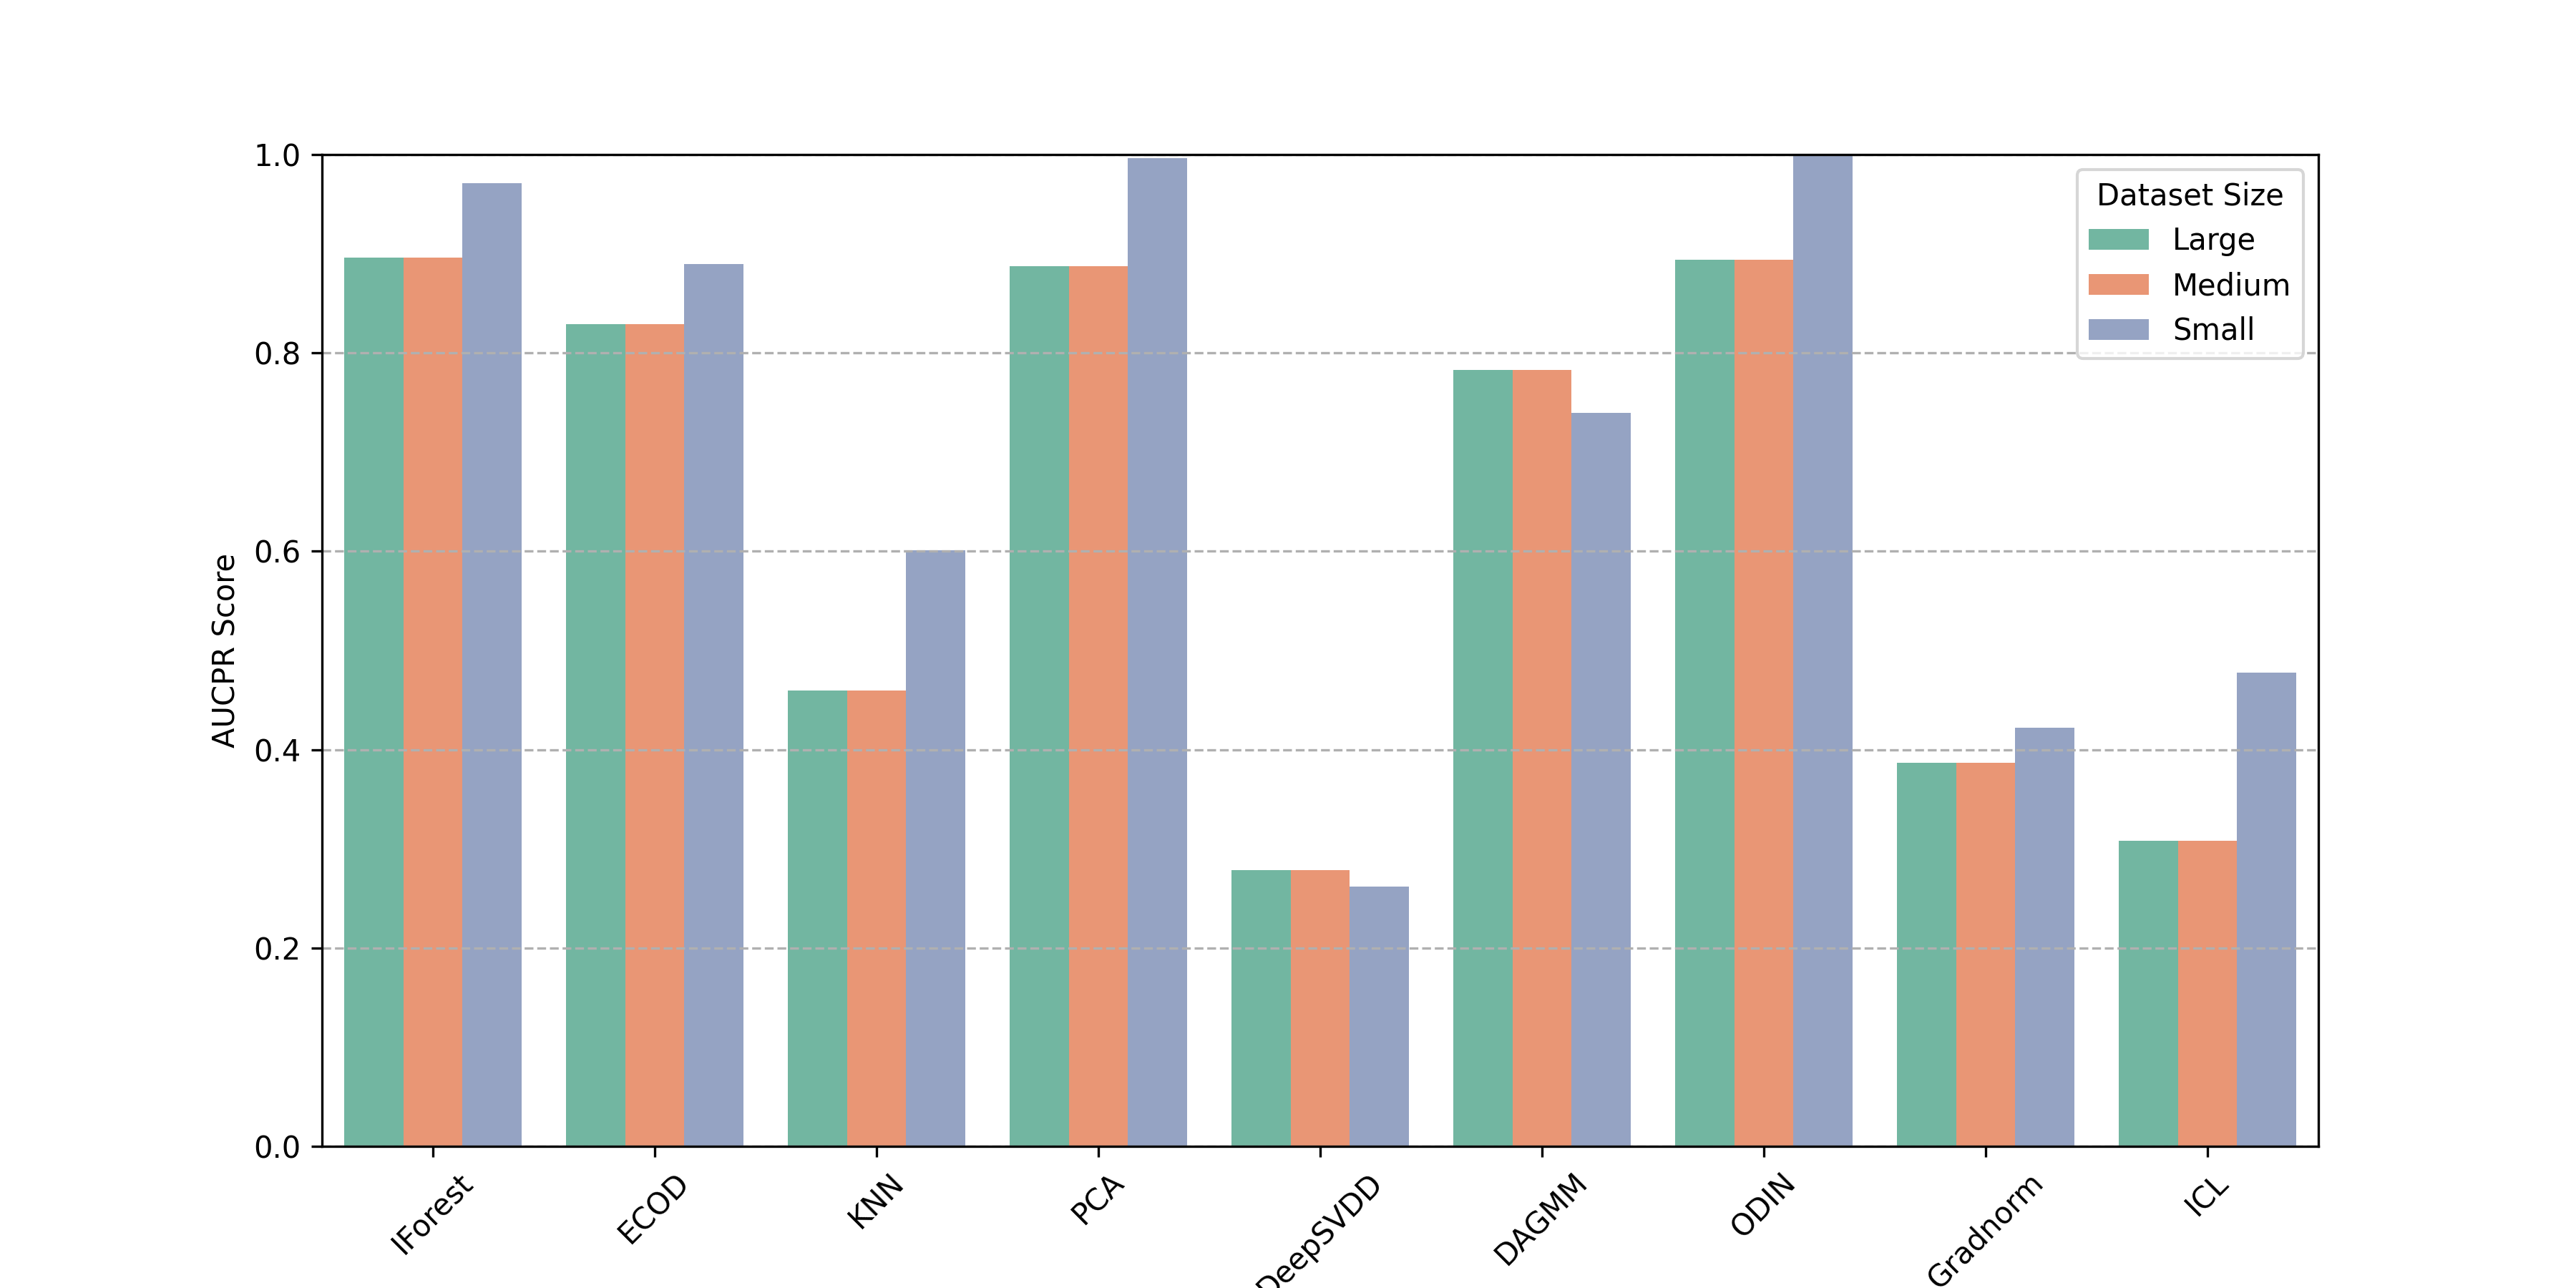 1.0
0.8
0.6
0.4
0.2
0.0
AUCPR Score
Dataset Size
Large
Medium
Small
IForest
ECOD
KNN
PCA
DeepSVDD
DAGMM
ODIN
Gradnorm
ICL